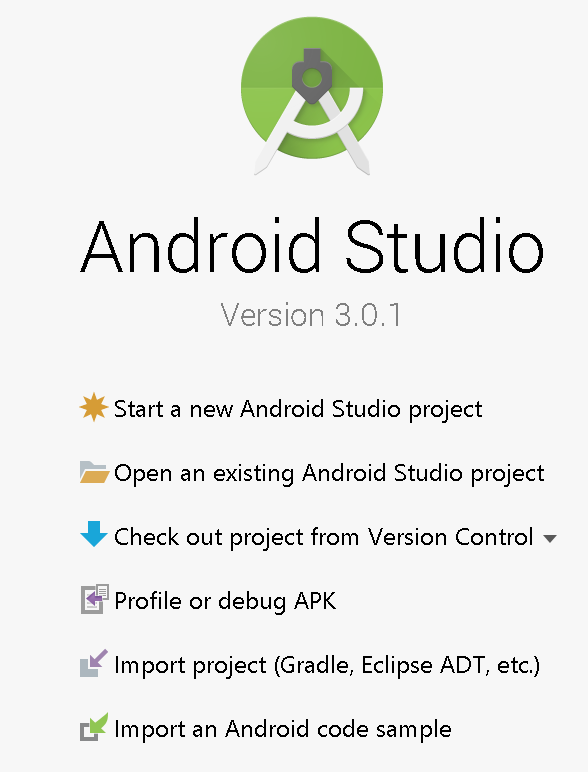 Android Studio
Version 3.0.1
Start a new Android Studio project
Open an existing Android Studio project
Check out project from Version Control
Profile or debug APK
Import project (Gradle, Eclipse ADT, etc.)
Import an Android code sample